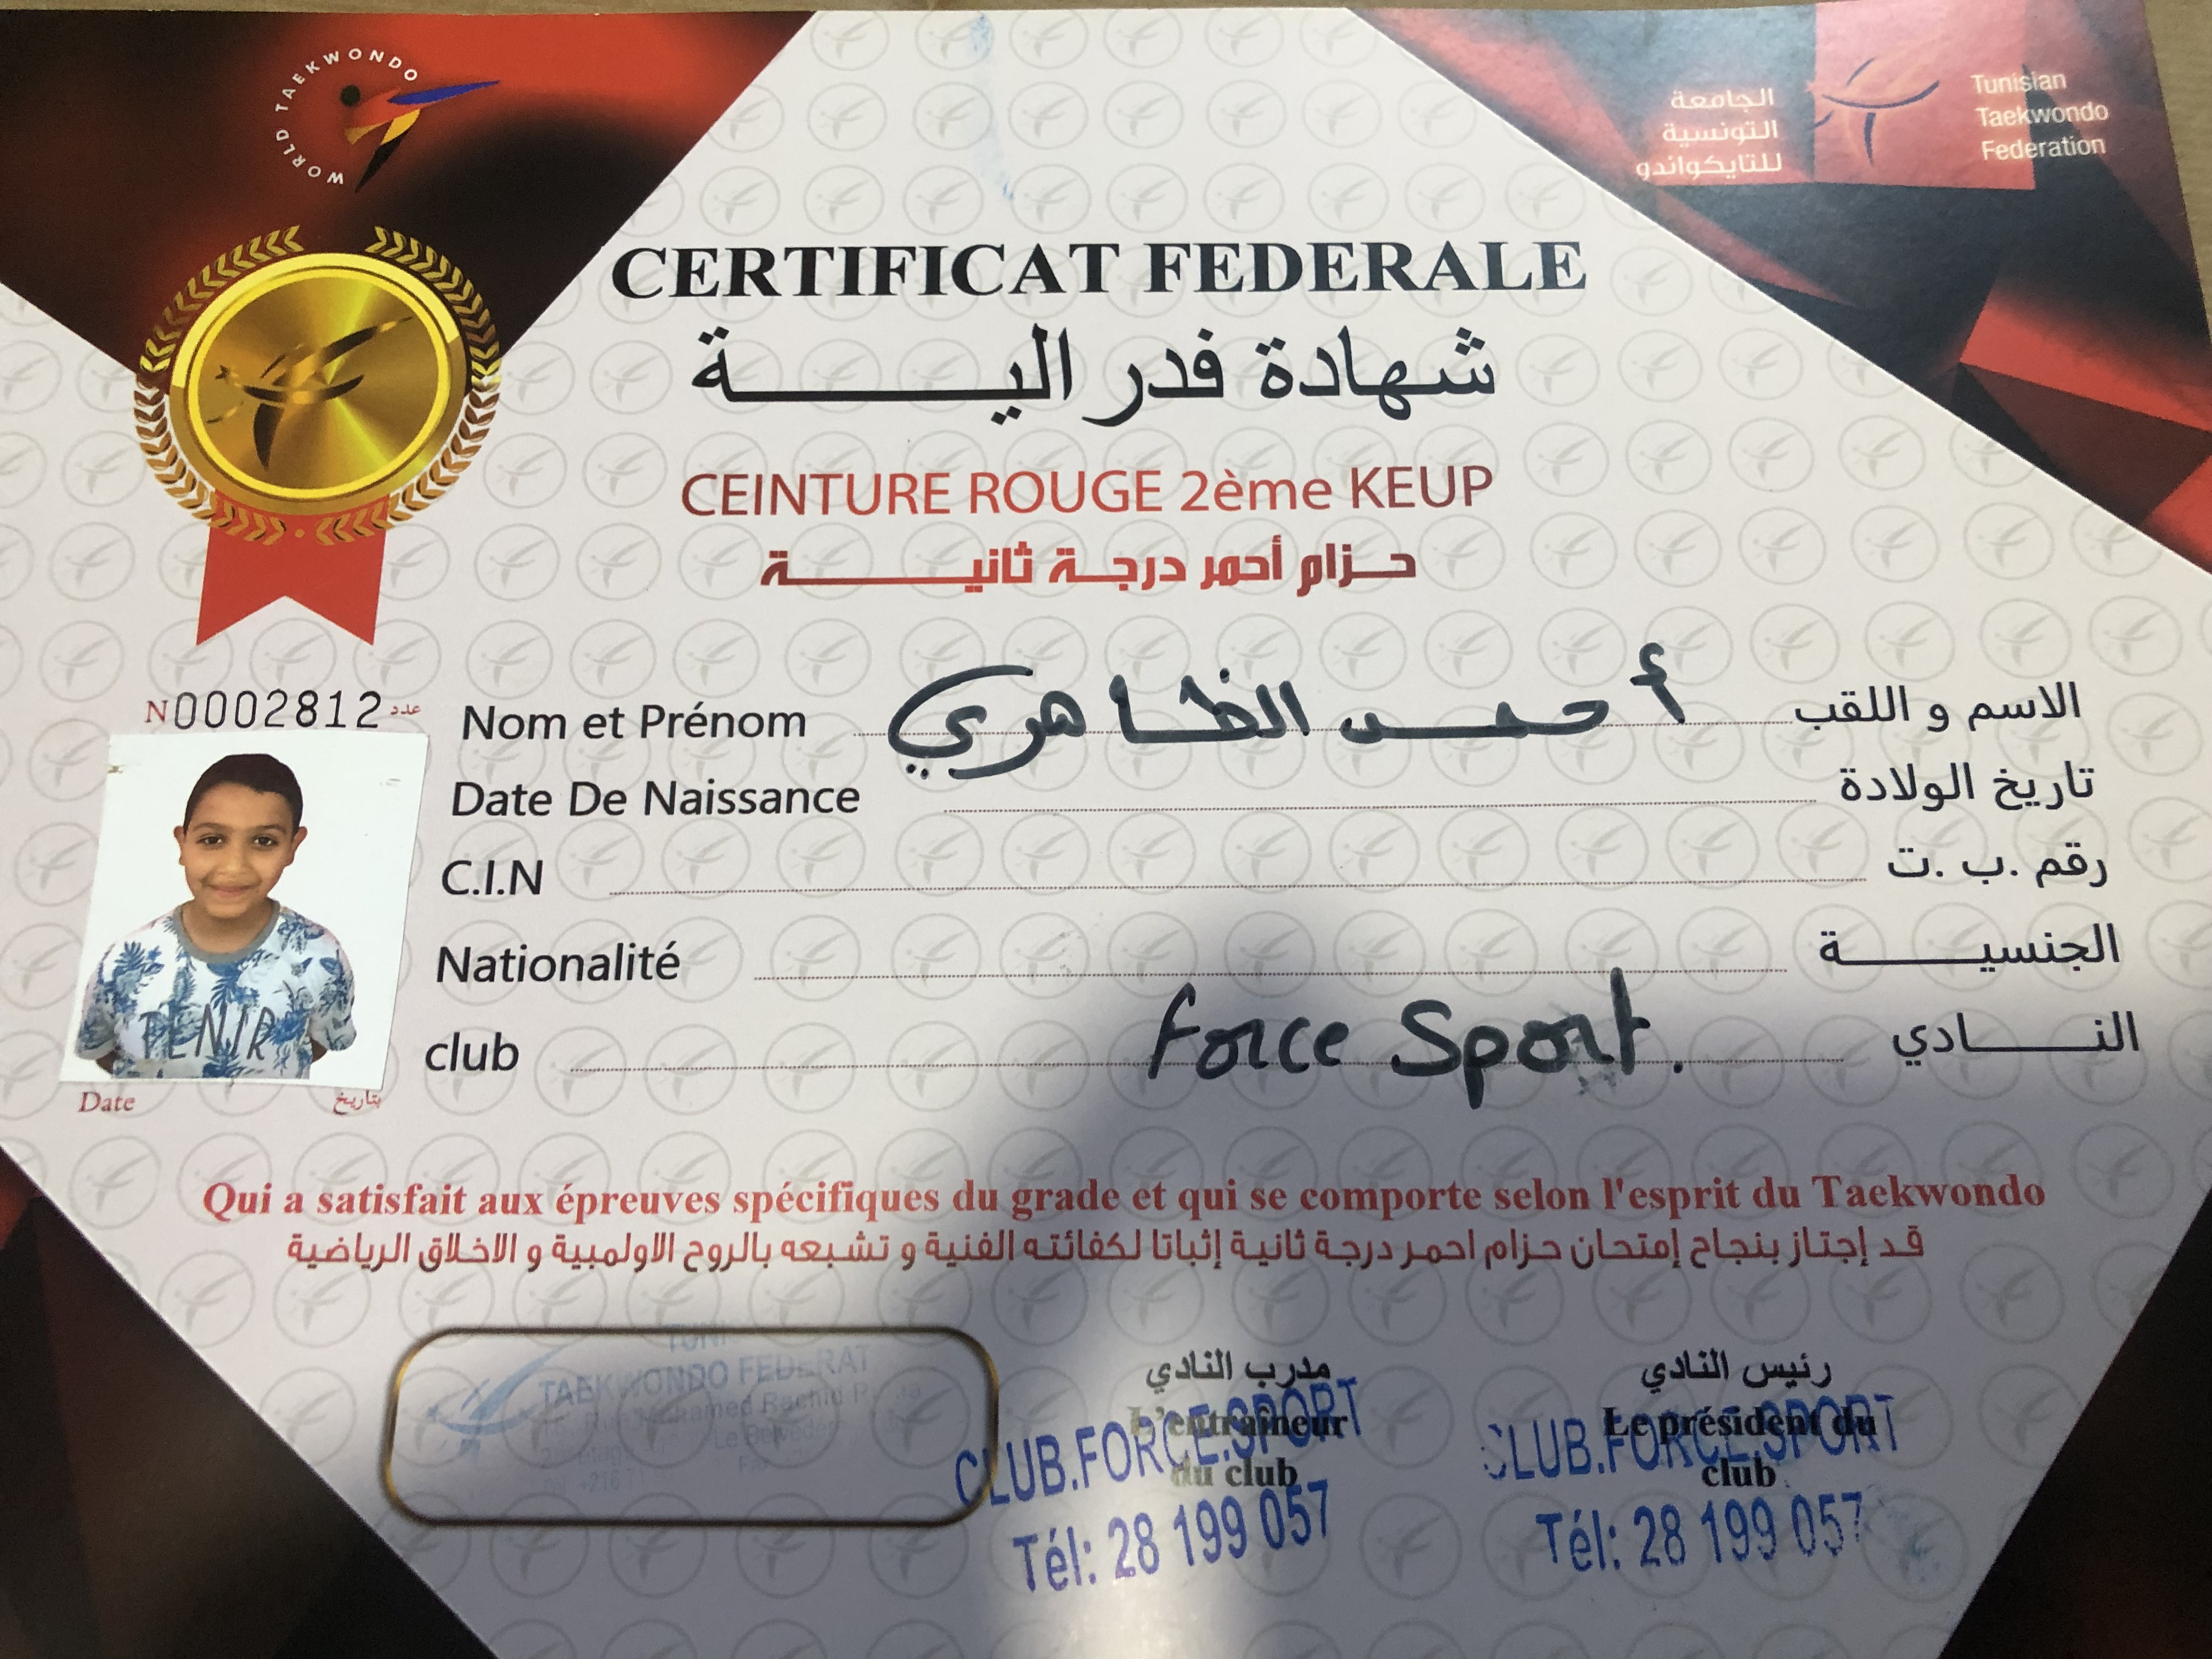 WORLD TAEKWONDO
الجامعة
التونسية
للتايكواندو
Tunisian
Taekwondo
Federation
CERTIFICAT FEDERALE
شهادة فدراليـــــــــة
CEINTURE ROUGE 2ème KEUP
حـزام أحمر درجـة ثانيـــــــــة
N0002812 عدد
Nom et Prénom أحمد الظاهري الاسم و اللقب
Date De Naissance تاريخ الولادة
C.I.N رقم .ب .ت
Nationalité الجنسيـــــــة
club Force Sport. النـــــادي
TENIR
Date بتاريخ
Qui a satisfait aux épreuves spécifiques du grade et qui se comporte selon l'esprit du Taekwondo
قد إجتاز بنجاح إمتحان حزام احمر درجة ثانية إثباتا لكفائته الفنية و تشبعه بالروح الاولمبية و الاخلاق الرياضية
TAEKWONDO
مدرب النادي
L'entraîneur
du club
CLUB.FORCE.SPORT
Tél: 28 199 057
رئيس النادي
Le président du
club
CLUB.FORCE.SPORT
Tél: 28 199 057